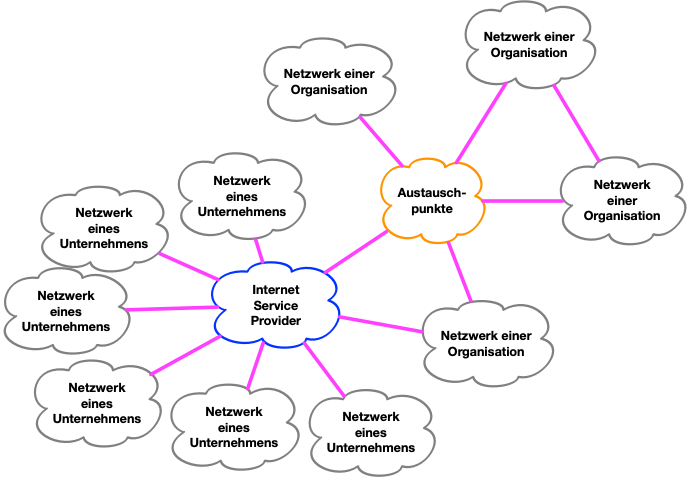 Netzwerk einer
Organisation
Netzwerk einer
Organisation
Netzwerk
einer
Organisation
Austausch-
punkte
Netzwerk
eines
Unternehmens
Netzwerk
eines
Unternehmens
Netzwerk
eines
Unternehmens
Internet
Service
Provider
Netzwerk einer
Organisation
Netzwerk
eines
Unternehmens
Netzwerk
eines
Unternehmens
Netzwerk
eines
Unternehmens